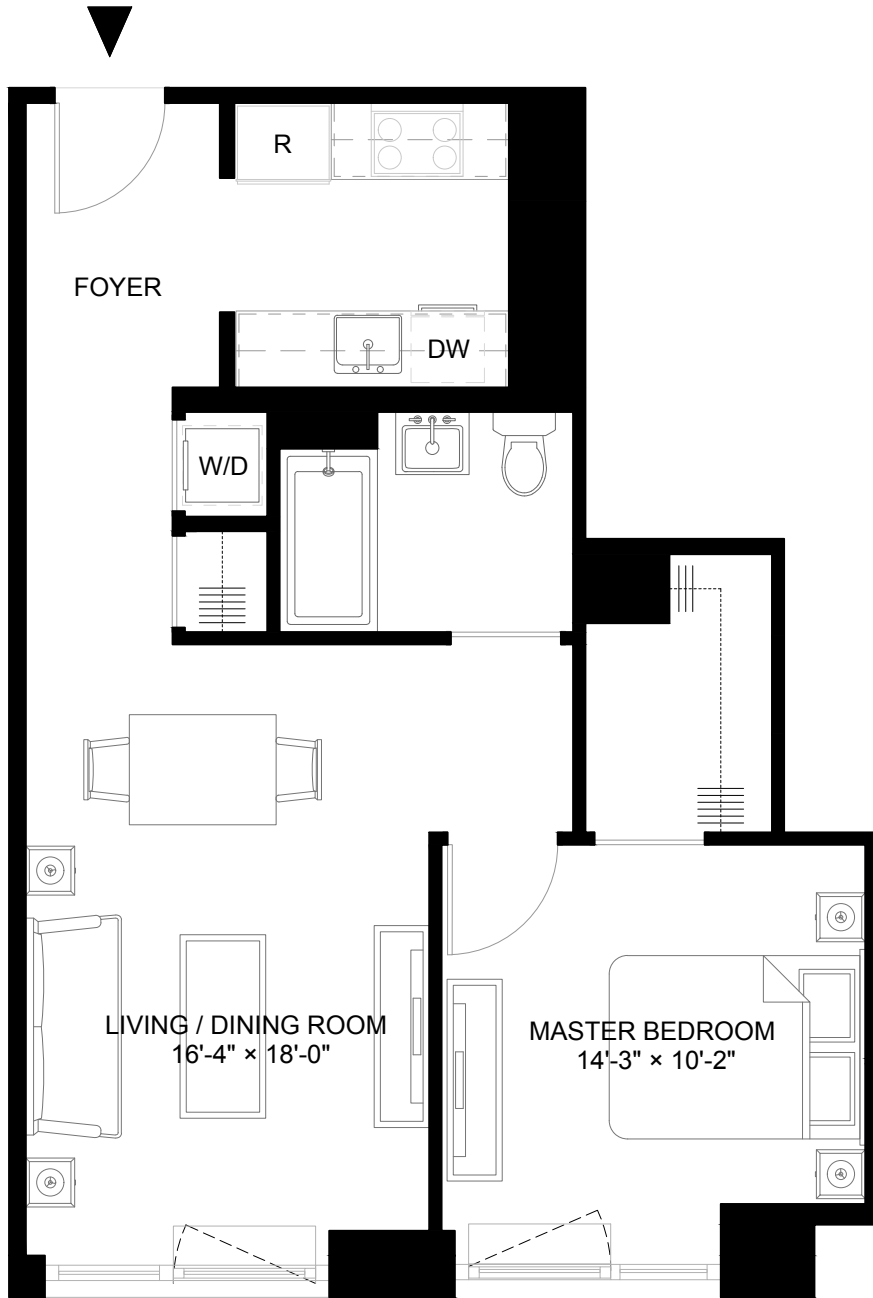 R
FOYER
DW
W/D
LIVING / DINING ROOM
16'-4" × 18'-0"
MASTER BEDROOM
14'-3" × 10'-2"